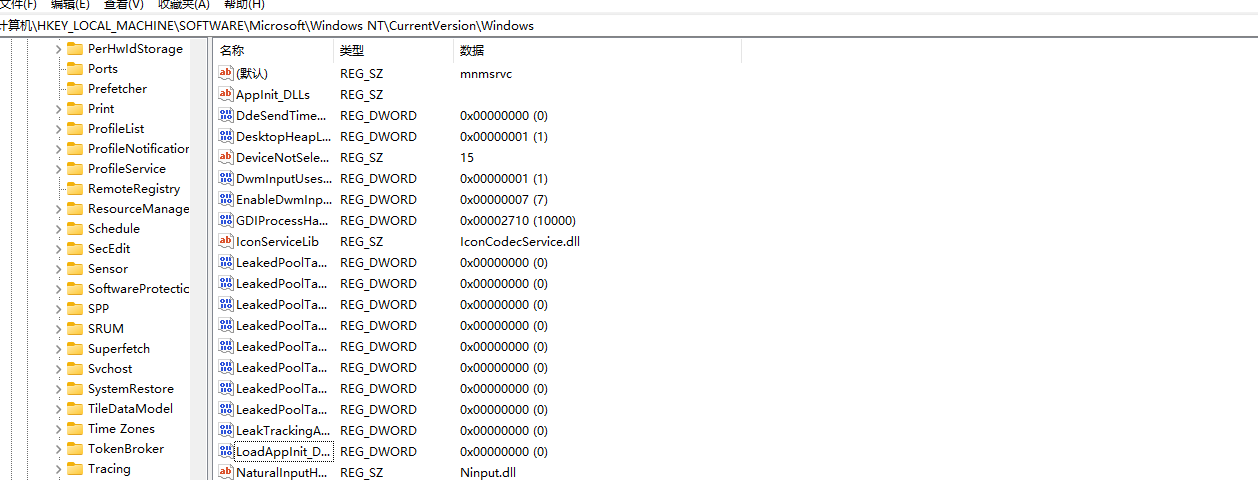 文件(F) 编辑(E) 查看(V) 收藏夹(A) 帮助(H)
计算机\HKEY_LOCAL_MACHINE\SOFTWARE\Microsoft\Windows NT\CurrentVersion\Windows
PerHwIdStorage
Ports
Prefetcher
Print
ProfileList
ProfileNotification
ProfileService
RemoteRegistry
ResourceManage
Schedule
SecEdit
Sensor
SoftwareProtectic
SPP
SRUM
Superfetch
Svchost
SystemRestore
TileDataModel
Time Zones
TokenBroker
Tracing
名称 类型 数据
(默认) REG_SZ mnmsrvc
AppInit_DLLs REG_SZ
DdeSendTime... REG_DWORD 0x00000000 (0)
DesktopHeapL... REG_DWORD 0x00000001 (1)
DeviceNotSele... REG_SZ 15
DwmInputUses... REG_DWORD 0x00000001 (1)
EnableDwmInp... REG_DWORD 0x00000007 (7)
GDIProcessHa... REG_DWORD 0x00002710 (10000)
IconServiceLib REG_SZ IconCodecService.dll
LeakedPoolTa... REG_DWORD 0x00000000 (0)
LeakedPoolTa... REG_DWORD 0x00000000 (0)
LeakedPoolTa... REG_DWORD 0x00000000 (0)
LeakedPoolTa... REG_DWORD 0x00000000 (0)
LeakedPoolTa... REG_DWORD 0x00000000 (0)
LeakedPoolTa... REG_DWORD 0x00000000 (0)
LeakedPoolTa... REG_DWORD 0x00000000 (0)
LeakedPoolTa... REG_DWORD 0x00000000 (0)
LeakTrackingA... REG_DWORD 0x00000000 (0)
LoadAppInit_D... REG_DWORD 0x00000000 (0)
NaturalInputH... REG_SZ Ninput.dll